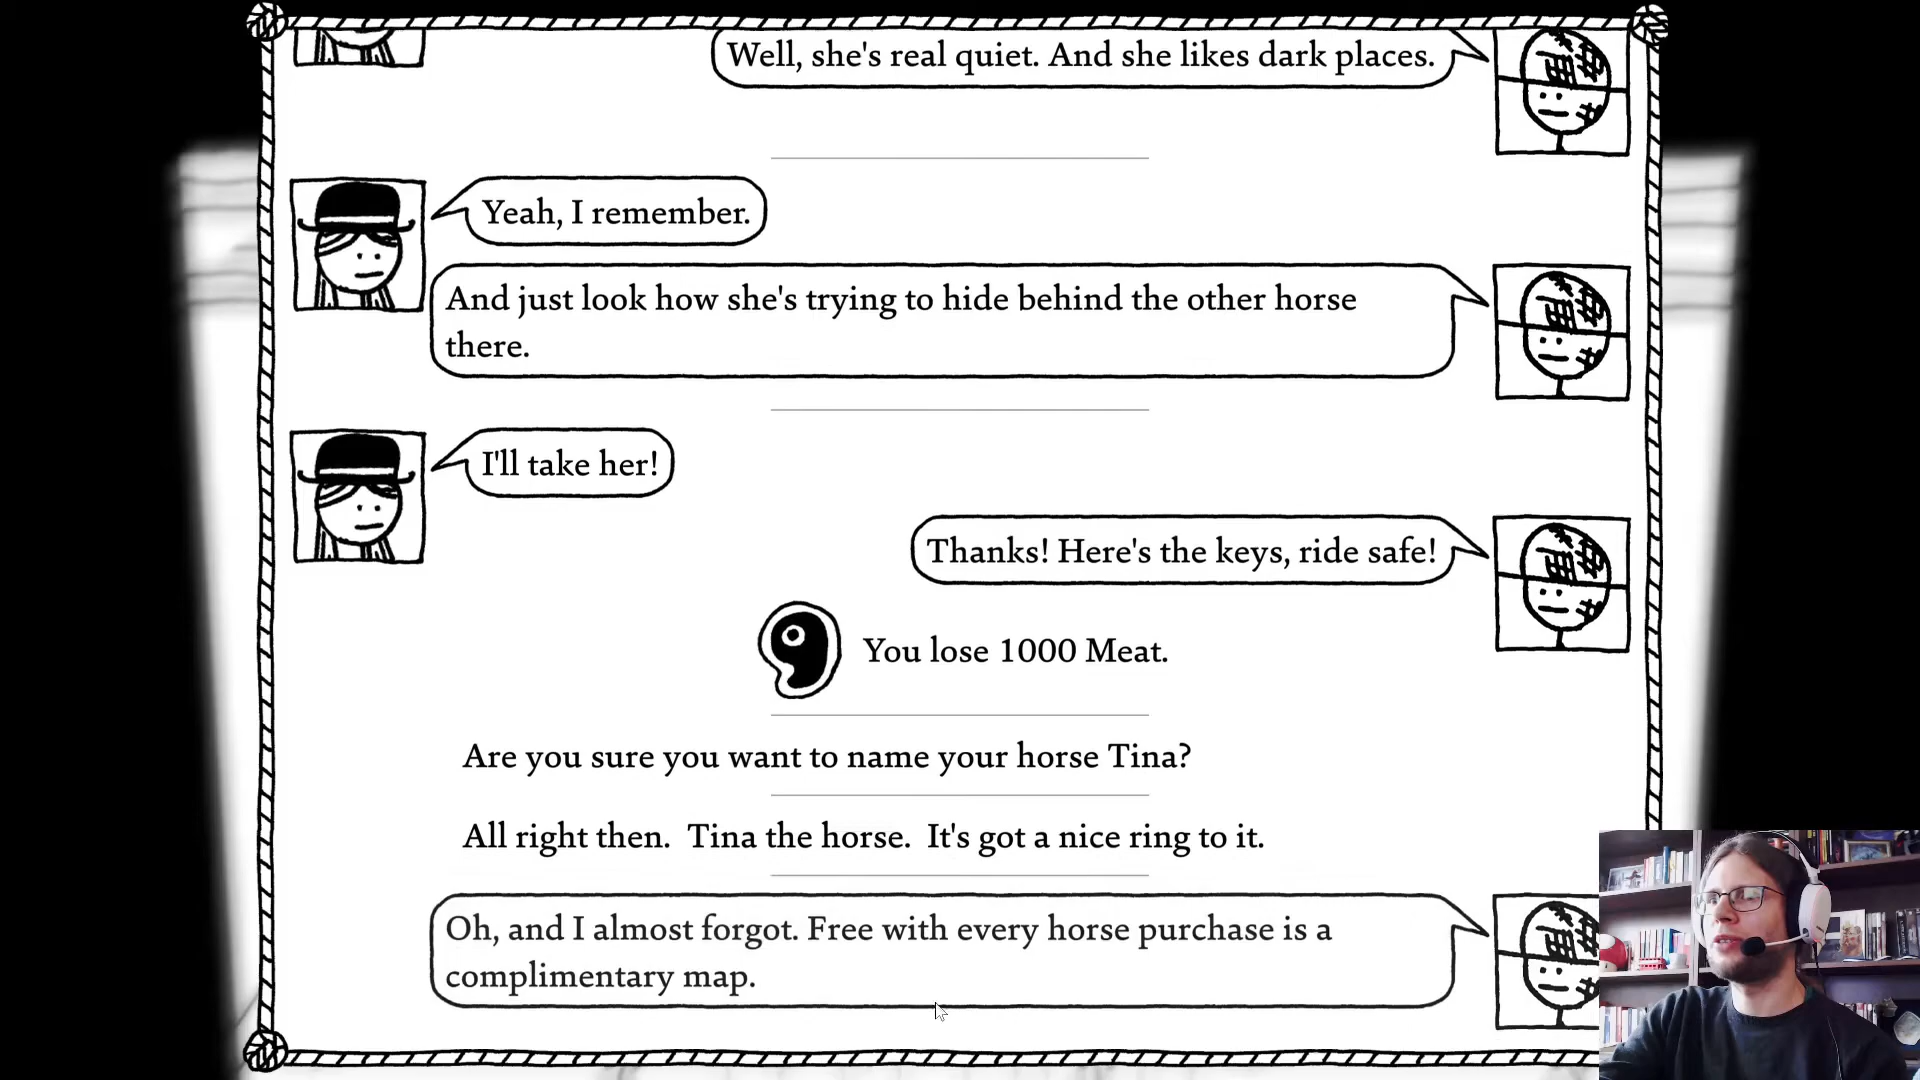 Well, she's real quiet. And she likes dark places.
Yeah, I remember.
And just look how she's trying to hide behind the other horse
there.
I'll take her!
Thanks! Here's the keys, ride safe!
You lose 1000 Meat.
Are you sure you want to name your horse Tina?
All right then.  Tina the horse.  It's got a nice ring to it.
Oh, and I almost forgot. Free with every horse purchase is a
complimentary map.